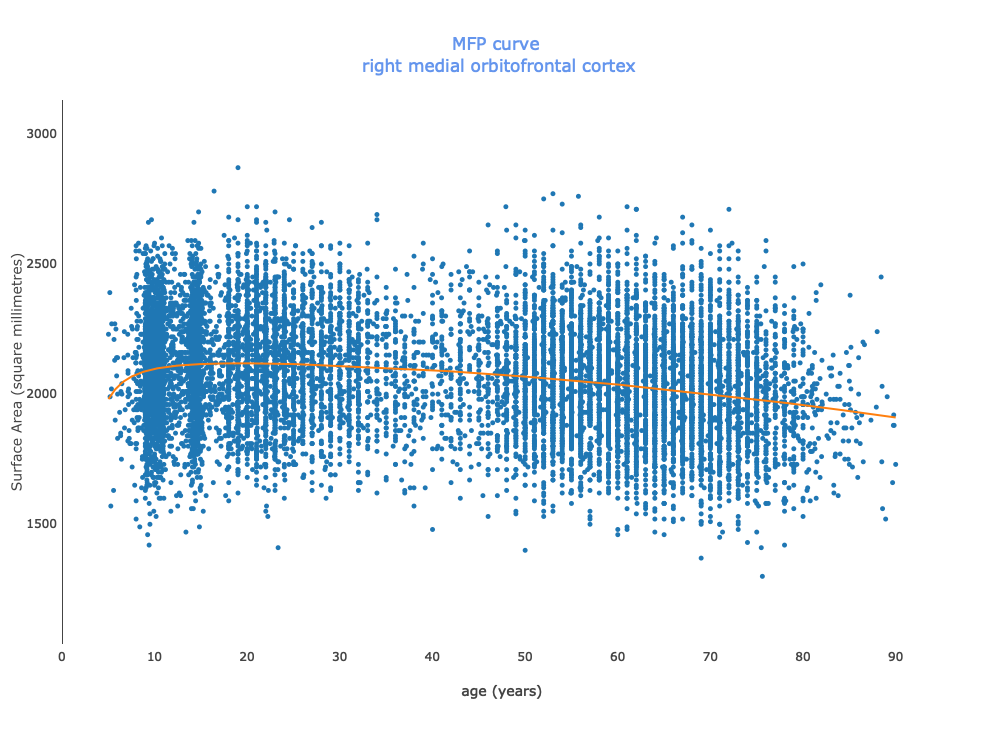 MFP curve
right medial orbitofrontal cortex
Surface Area (square millimetres)
3000
2500
2000
1500
0 10 20 30 40 50 60 70 80 90
age (years)